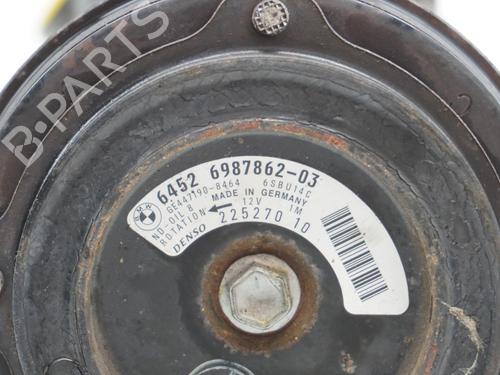 B-PARTS
BMW
6452 6987862-03
GE447190-8464 6SBU14C
ND-OIL 8 MADE IN GERMANY
ROTATION 12V 1M
DENSO 225270 10